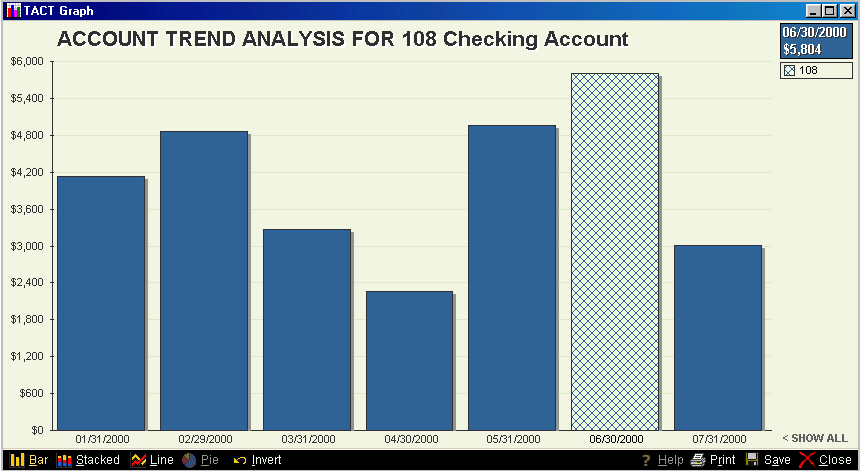 TACT Graph
ACCOUNT TREND ANALYSIS FOR 108 Checking Account
06/30/2000
$5,804
108
$6,000
$5,400
$4,800
$4,200
$3,600
$3,000
$2,400
$1,800
$1,200
$600
$0
01/31/2000 02/29/2000 03/31/2000 04/30/2000 05/31/2000 06/30/2000 07/31/2000
< SHOW ALL
Bar Stacked Line Pie Invert ? Help Print Save Close